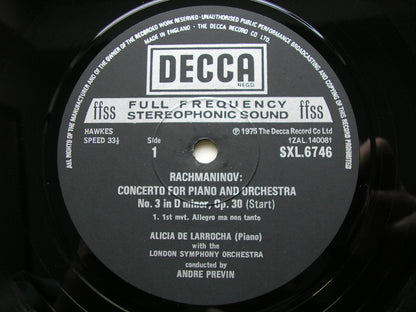 ALL RIGHTS OF THE MANUFACTURER AND OF THE OWNER OF THE RECORDED WORK RESERVED · UNAUTHORISED PUBLIC PERFORMANCE BROADCASTING AND COPYING OF THIS RECORD PROHIBITED
MADE IN ENGLAND · THE DECCA RECORD CO LTD.
DECCA
REGD.
ffss FULL FREQUENCY ffss
STEREOPHONIC SOUND
HAWKES
SPEED 33⅓
Side
1
℗ 1975 The Decca Record Co Ltd
†ZAL.14008†
SXL.6746
RACHMANINOV:
CONCERTO FOR PIANO AND ORCHESTRA
No. 3 in D minor, Op. 30 (Start)
1. 1st mvt. Allegro ma non tanto
ALICIA DE LARROCHA (Piano)
with the
LONDON SYMPHONY ORCHESTRA
conducted by
ANDRE PREVIN